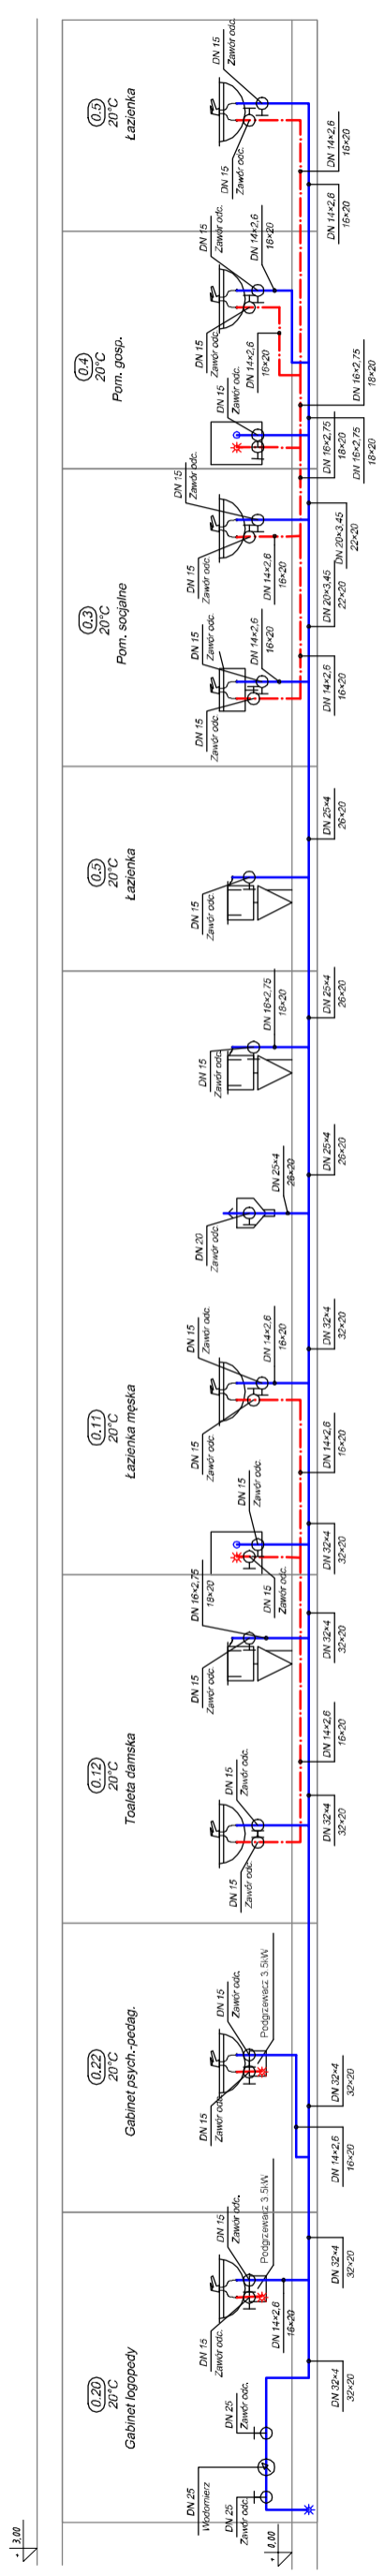 + 3,00
+ 0,00
0.20
20°C
Gabinet logopedy
DN 25
Zawór odc.
DN 25
Wodomierz
DN 25
Zawór odc.
DN 15
Zawór odc.
DN 15
Zawór odc.
Podgrzewacz 3.5kW
DN 14×2,6
16×20
DN 32×4
32×20
DN 32×4
32×20
0.22
20°C
Gabinet psych.-pedag.
DN 15
Zawór odc.
DN 15
Zawór odc.
Podgrzewacz 3.5kW
DN 14×2,6
16×20
DN 32×4
32×20
0.12
20°C
Toaleta damska
DN 15
Zawór odc.
DN 15
Zawór odc.
DN 32×4
32×20
DN 14×2,6
16×20
DN 15
Zawór odc.
DN 16×2,75
18×20
DN 32×4
32×20
0.11
20°C
Łazienka męska
DN 15
Zawór odc.
DN 15
Zawór odc.
DN 32×4
32×20
DN 14×2,6
16×20
DN 15
Zawór odc.
DN 15
Zawór odc.
DN 14×2,6
16×20
DN 32×4
32×20
DN 20
Zawór odc.
DN 25×4
26×20
DN 25×4
26×20
DN 15
Zawór odc.
DN 16×2,75
18×20
DN 25×4
26×20
0.5
20°C
Łazienka
DN 15
Zawór odc.
DN 25×4
26×20
0.3
20°C
Pom. socjalne
DN 15
Zawór odc.
DN 15
Zawór odc.
DN 14×2,6
16×20
DN 14×2,6
16×20
DN 20×3,45
22×20
DN 15
Zawór odc.
DN 15
Zawór odc.
DN 14×2,6
16×20
DN 20×3,45
22×20
0.4
20°C
Pom. gosp.
DN 15
Zawór odc.
DN 16×2,75
18×20
DN 16×2,75
18×20
DN 16×2,75
18×20
DN 15
Zawór odc.
DN 15
Zawór odc.
DN 14×2,6
16×20
DN 14×2,6
16×20
0.5
20°C
Łazienka
DN 15
Zawór odc.
DN 15
Zawór odc.
DN 14×2,6
16×20
DN 14×2,6
16×20